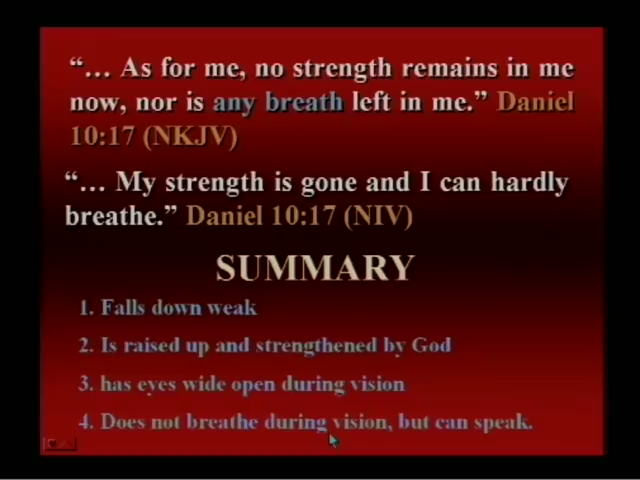 “... As for me, no strength remains in me
now, nor is any breath left in me.” Daniel
10:17 (NKJV)
“... My strength is gone and I can hardly
breathe.” Daniel 10:17 (NIV)
SUMMARY
1. Falls down weak
2. Is raised up and strengthened by God
3. has eyes wide open during vision
4. Does not breathe during vision, but can speak.